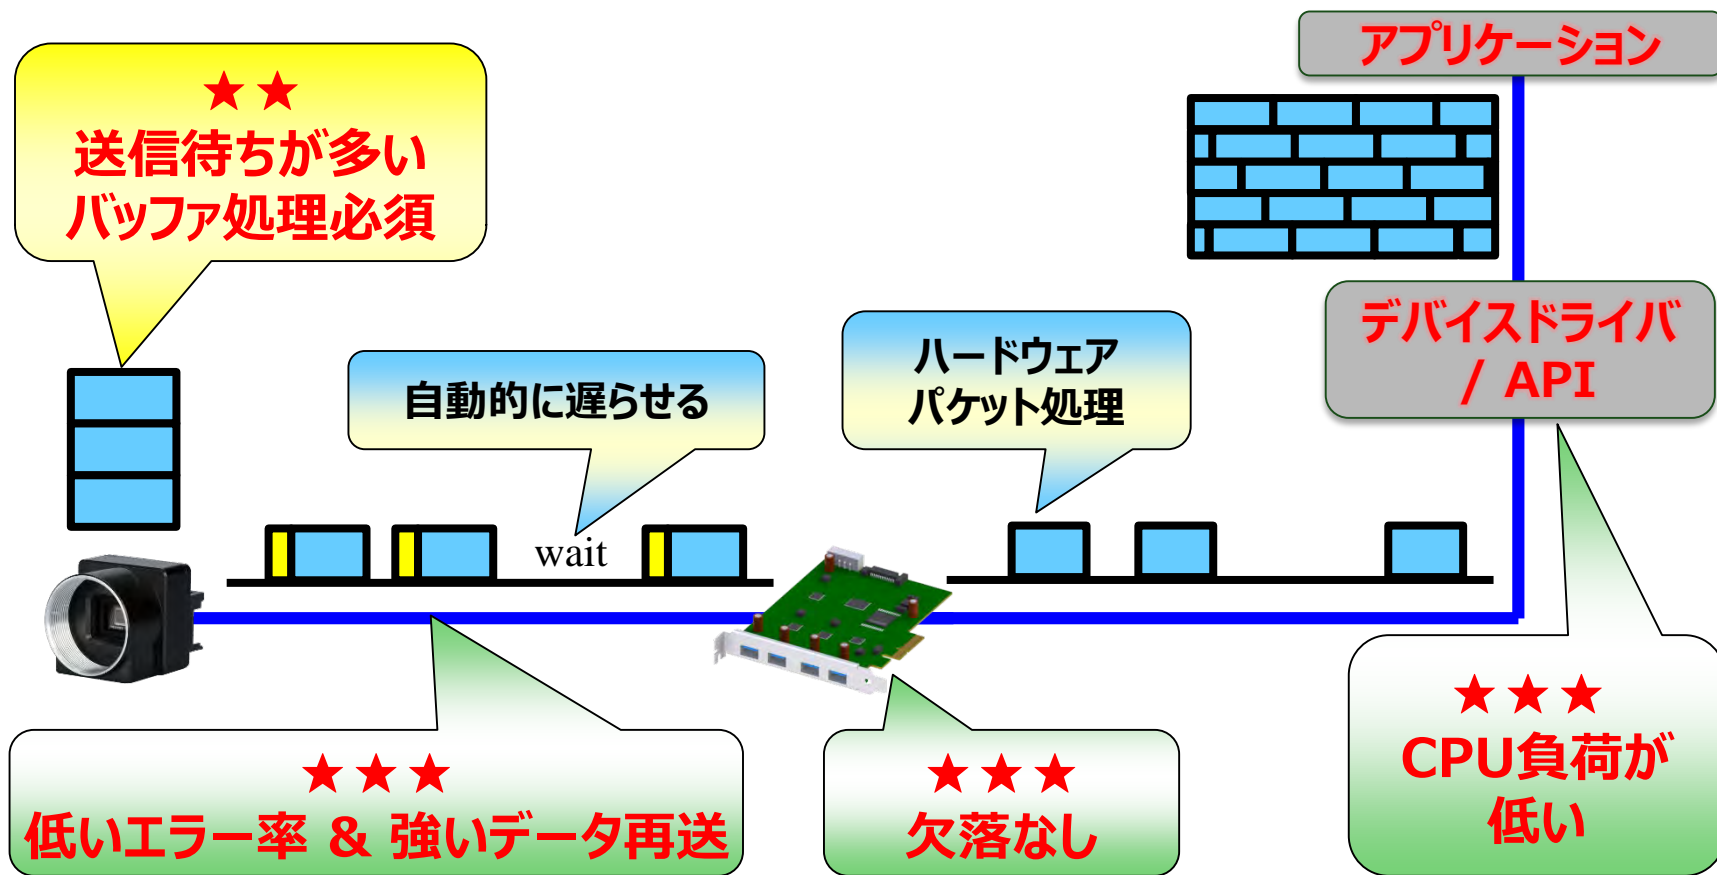 アプリケーション
★★
送信待ちが多い
バッファ処理必須
デバイスドライバ
/ API
ハードウェア
パケット処理
自動的に遅らせる
wait
★★★
低いエラー率 & 強いデータ再送
★★★
欠落なし
★★★
CPU負荷が
低い